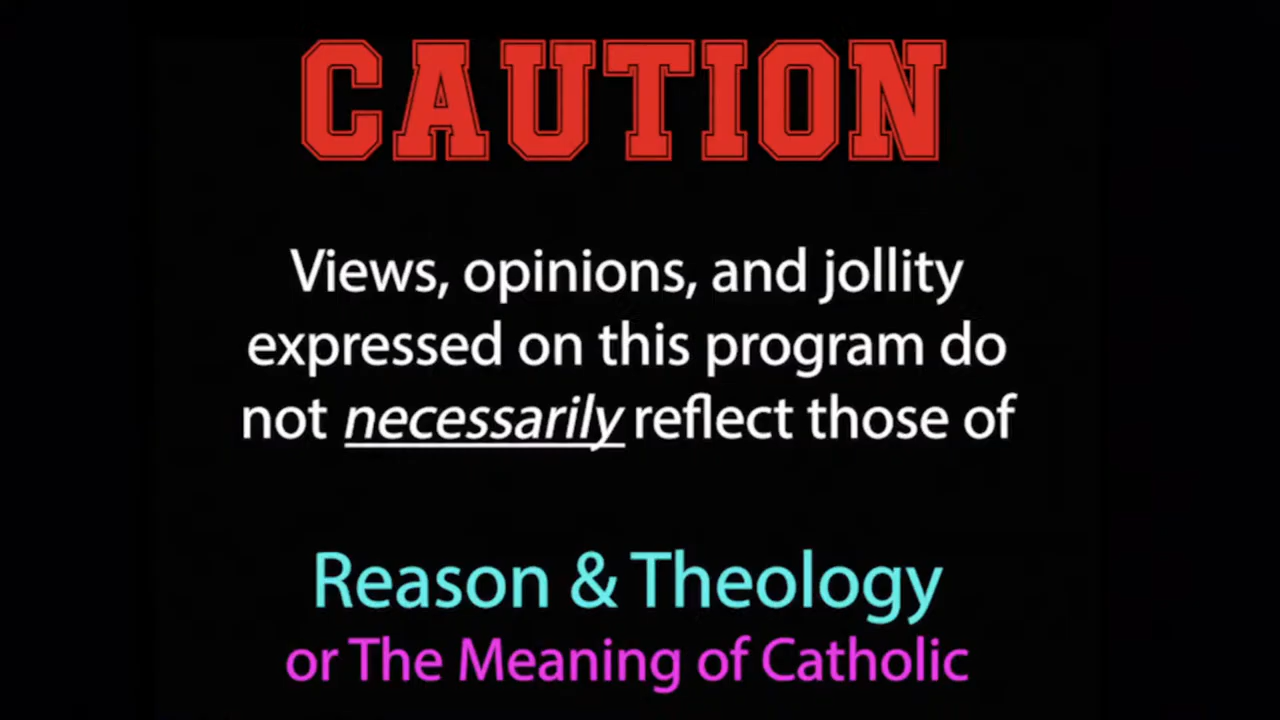 CAUTION
Views, opinions, and jollity
expressed on this program do
not necessarily reflect those of
Reason & Theology
or The Meaning of Catholic